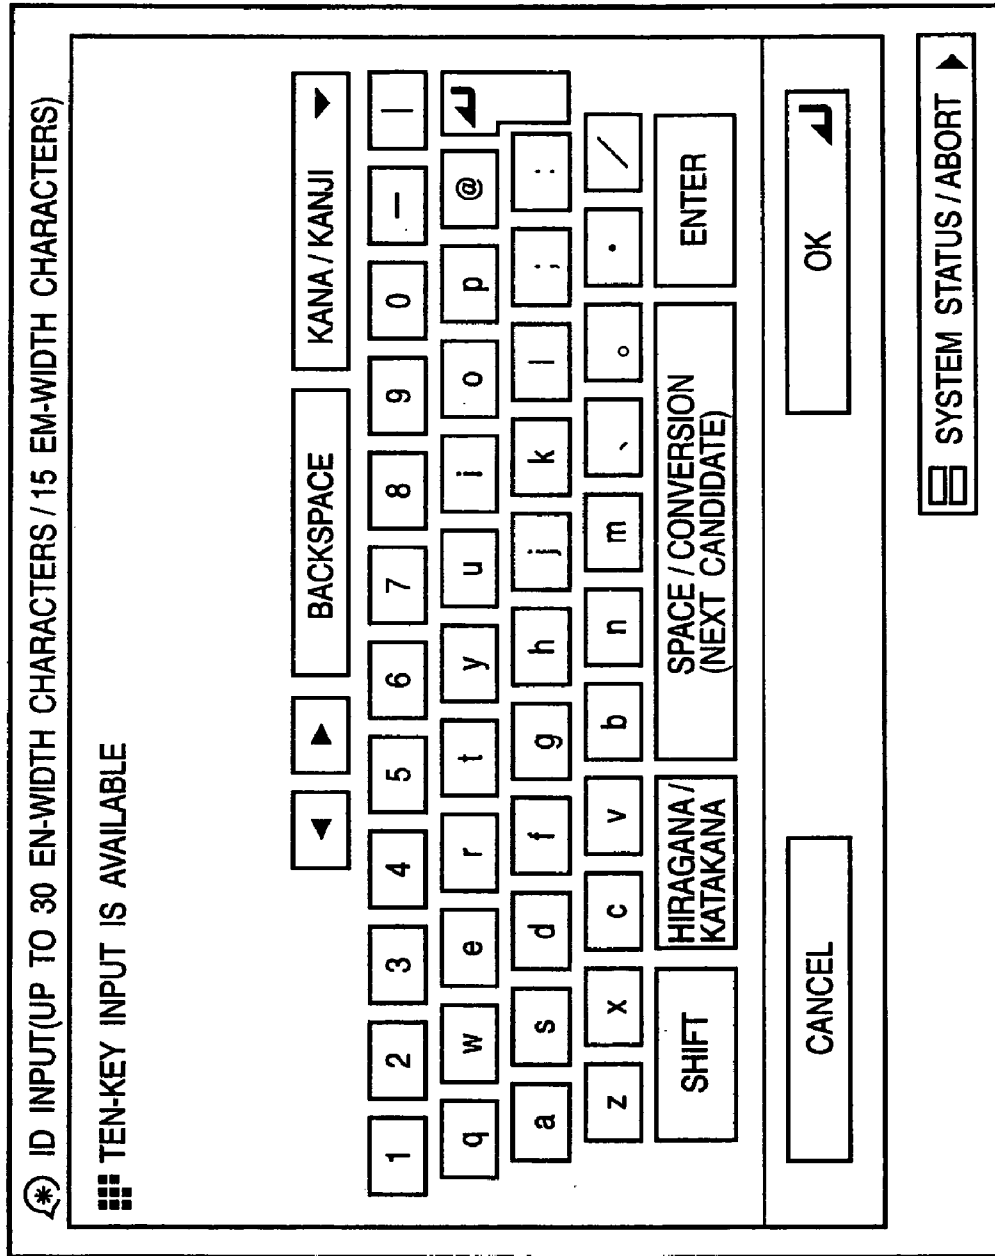 ID INPUT(UP TO 30 EN-WIDTH CHARACTERS / 15 EM-WIDTH CHARACTERS)
TEN-KEY INPUT IS AVAILABLE
◀ ▶ BACKSPACE KANA / KANJI ▼
1 2 3 4 5 6 7 8 9 0 — |
q w e r t y u i o p @
a s d f g h j k l ; :
z x c v b n m 、 。 ・ /
SHIFT HIRAGANA / KATAKANA SPACE / CONVERSION (NEXT CANDIDATE) ENTER
CANCEL OK
SYSTEM STATUS / ABORT ▶